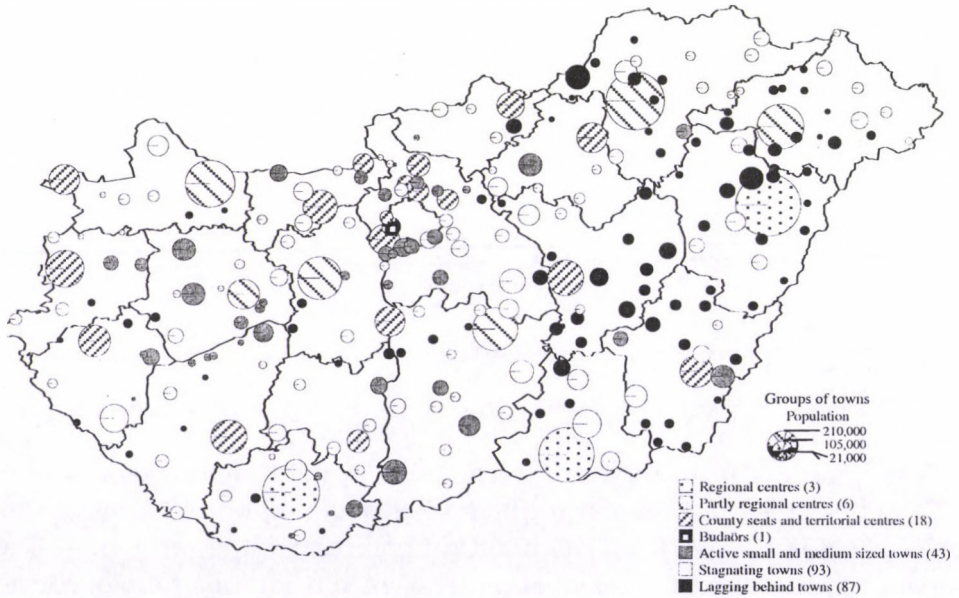 Groups of towns
Population
210,000
105,000
21,000
Regional centres (3)
Partly regional centres (6)
County seats and territorial centres (18)
Budaörs (1)
Active small and medium sized towns (43)
Stagnating towns (93)
Lagging behind towns (87)